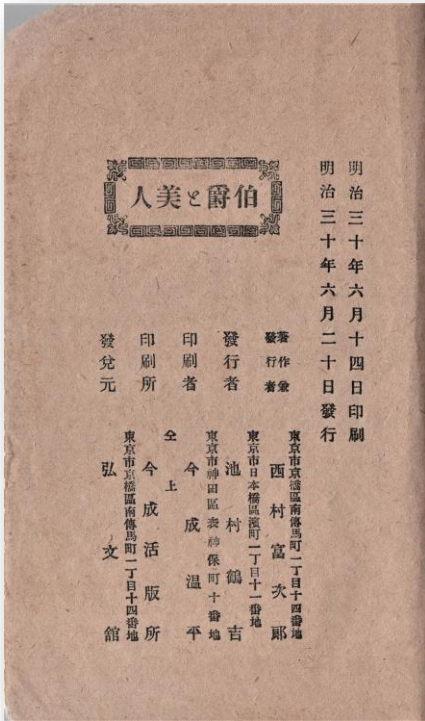 明治三十年六月十四日印刷
明治三十年六月二十日發行
伯爵と美人
著作兼
發行者
東京市京橋區南傳馬町一丁目十四番地
西村富次郎
東京市日本橋區濱町一丁目十一番地
發行者
池村鶴吉
東京市神田區表神保町十番地
印刷者
今成溫平
仝上
印刷所
今成活版所
東京市京橋區南傳馬町一丁目十四番地
發兌元
弘文館